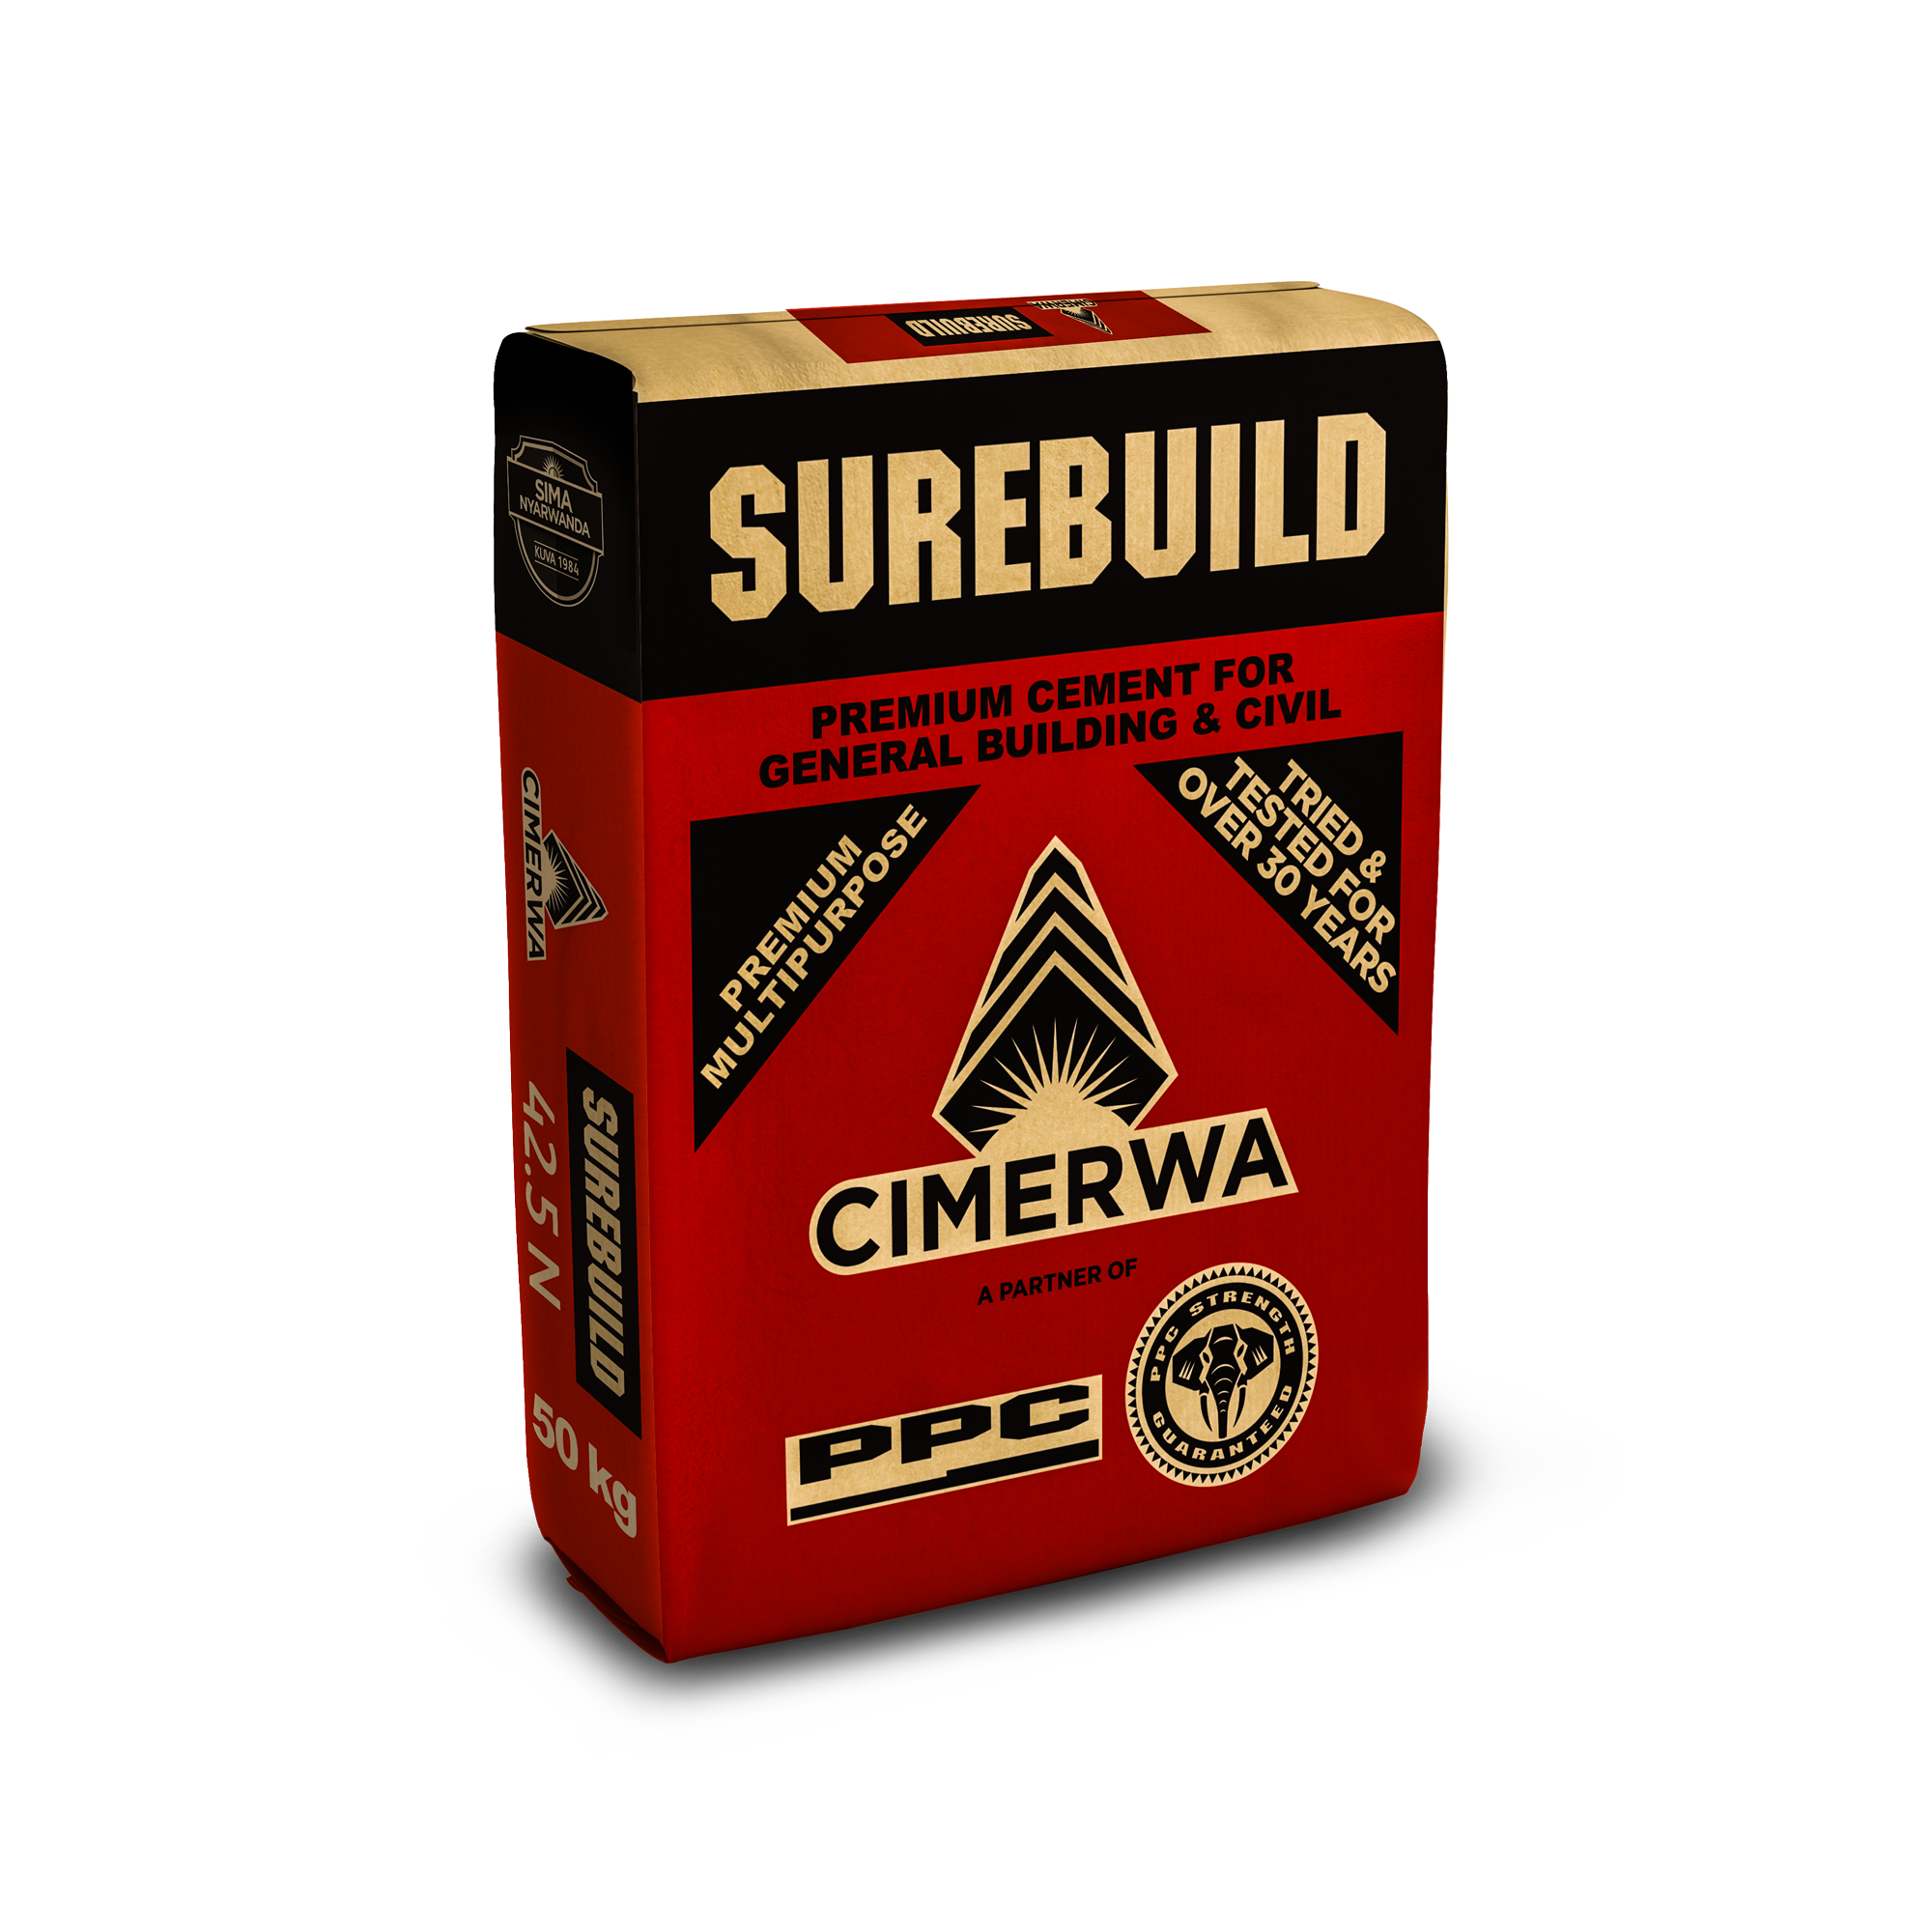 CIMERWA
SUREBUILD
SUREBUILD
PREMIUM CEMENT FOR
GENERAL BUILDING & CIVIL
PREMIUM
MULTIPURPOSE
TRIED &
TESTED FOR
OVER 30 YEARS
CIMERWA
A PARTNER OF
PPC
PPC STRENGTH
GUARANTEED
SIMA
NYARWANDA
KUVA 1984
CIMERWA
SUREBUILD
42.5 N
50 kg